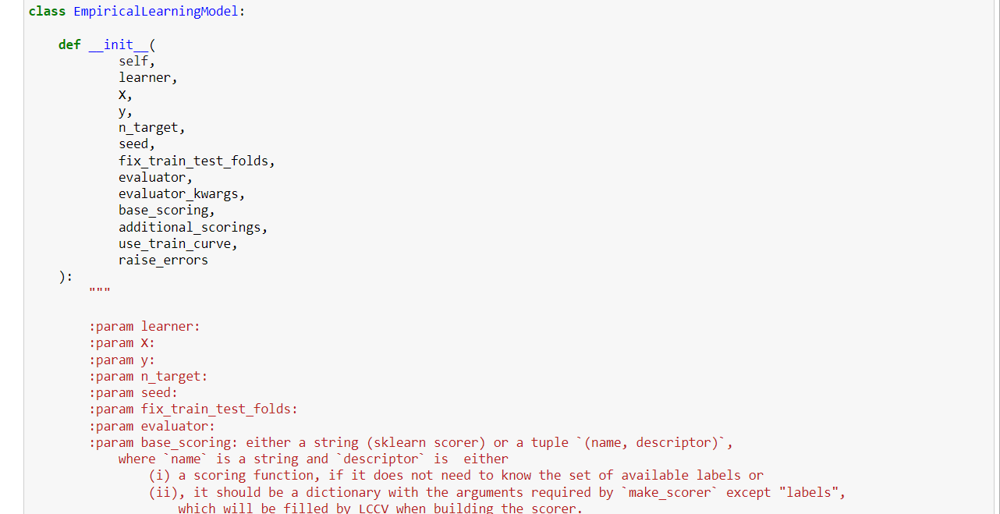 class EmpiricalLearningModel:
def __init__(
self,
learner,
X,
y,
n_target,
seed,
fix_train_test_folds,
evaluator,
evaluator_kwargs,
base_scoring,
additional_scorings,
use_train_curve,
raise_errors
):
"""
:param learner:
:param X:
:param y:
:param n_target:
:param seed:
:param fix_train_test_folds:
:param evaluator:
:param base_scoring: either a string (sklearn scorer) or a tuple `(name, descriptor)`,
where `name` is a string and `descriptor` is  either
(i) a scoring function, if it does not need to know the set of available labels or
(ii), it should be a dictionary with the arguments required by `make_scorer` except "labels",
which will be filled by LCCV when building the scorer.